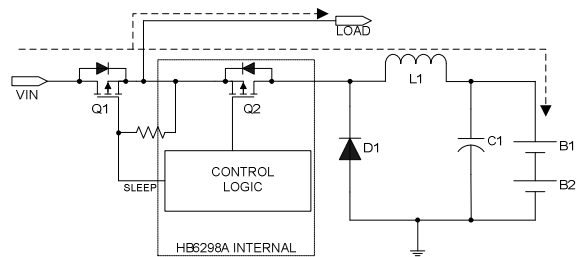 LOAD
VIN
Q1
Q2
L1
D1
C1
B1
B2
SLEEP
CONTROL
LOGIC
HB6298A INTERNAL